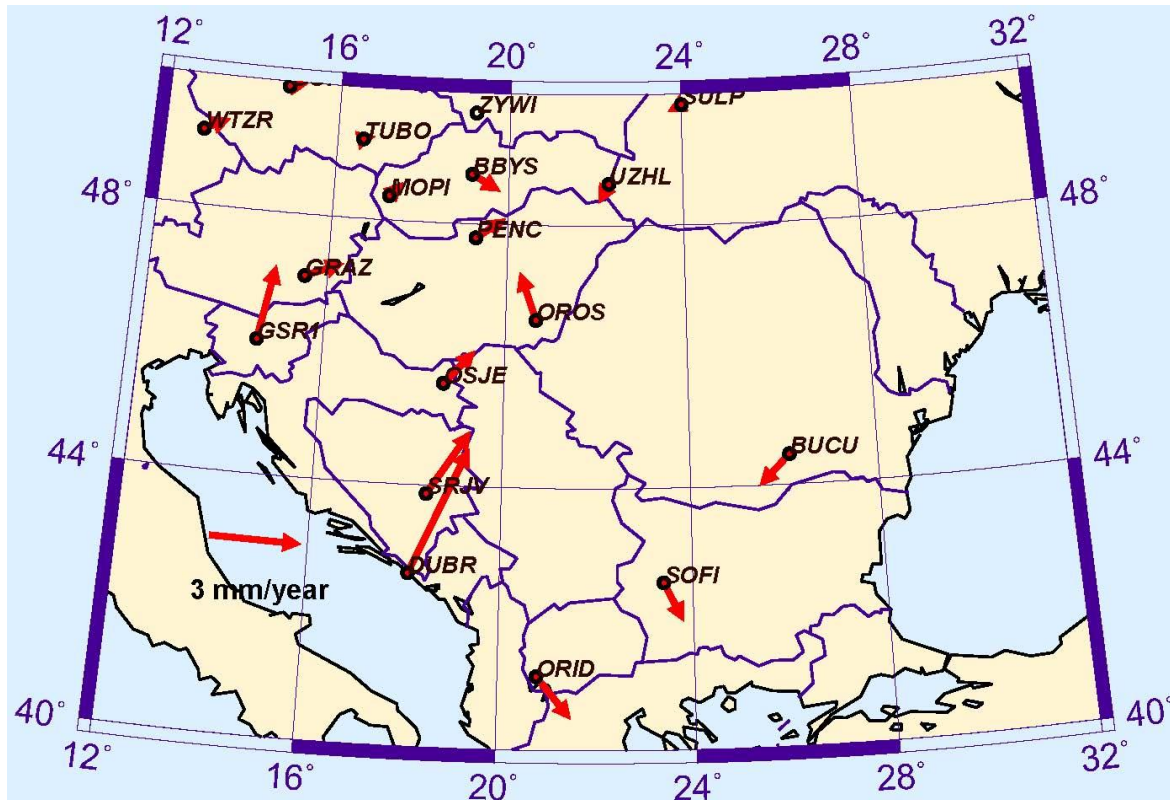 12° 16° 20° 24° 28° 32°
ZYWI
SULP
WTZR
TUBO
BBYS
UZHL
48° MOPI 48°
PENC
GRAZ
OROS
GSR1
OSJE
44° BUCU 44°
SRJV
DUBR
SOFI
3 mm/year
ORID
40° 40°
12° 16° 20° 24° 28° 32°